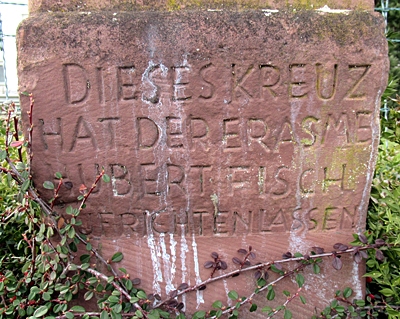 DIESES KREUZ
HAT DER ERASME
HUBERT FISCH
ERRICHTEN LASSEN